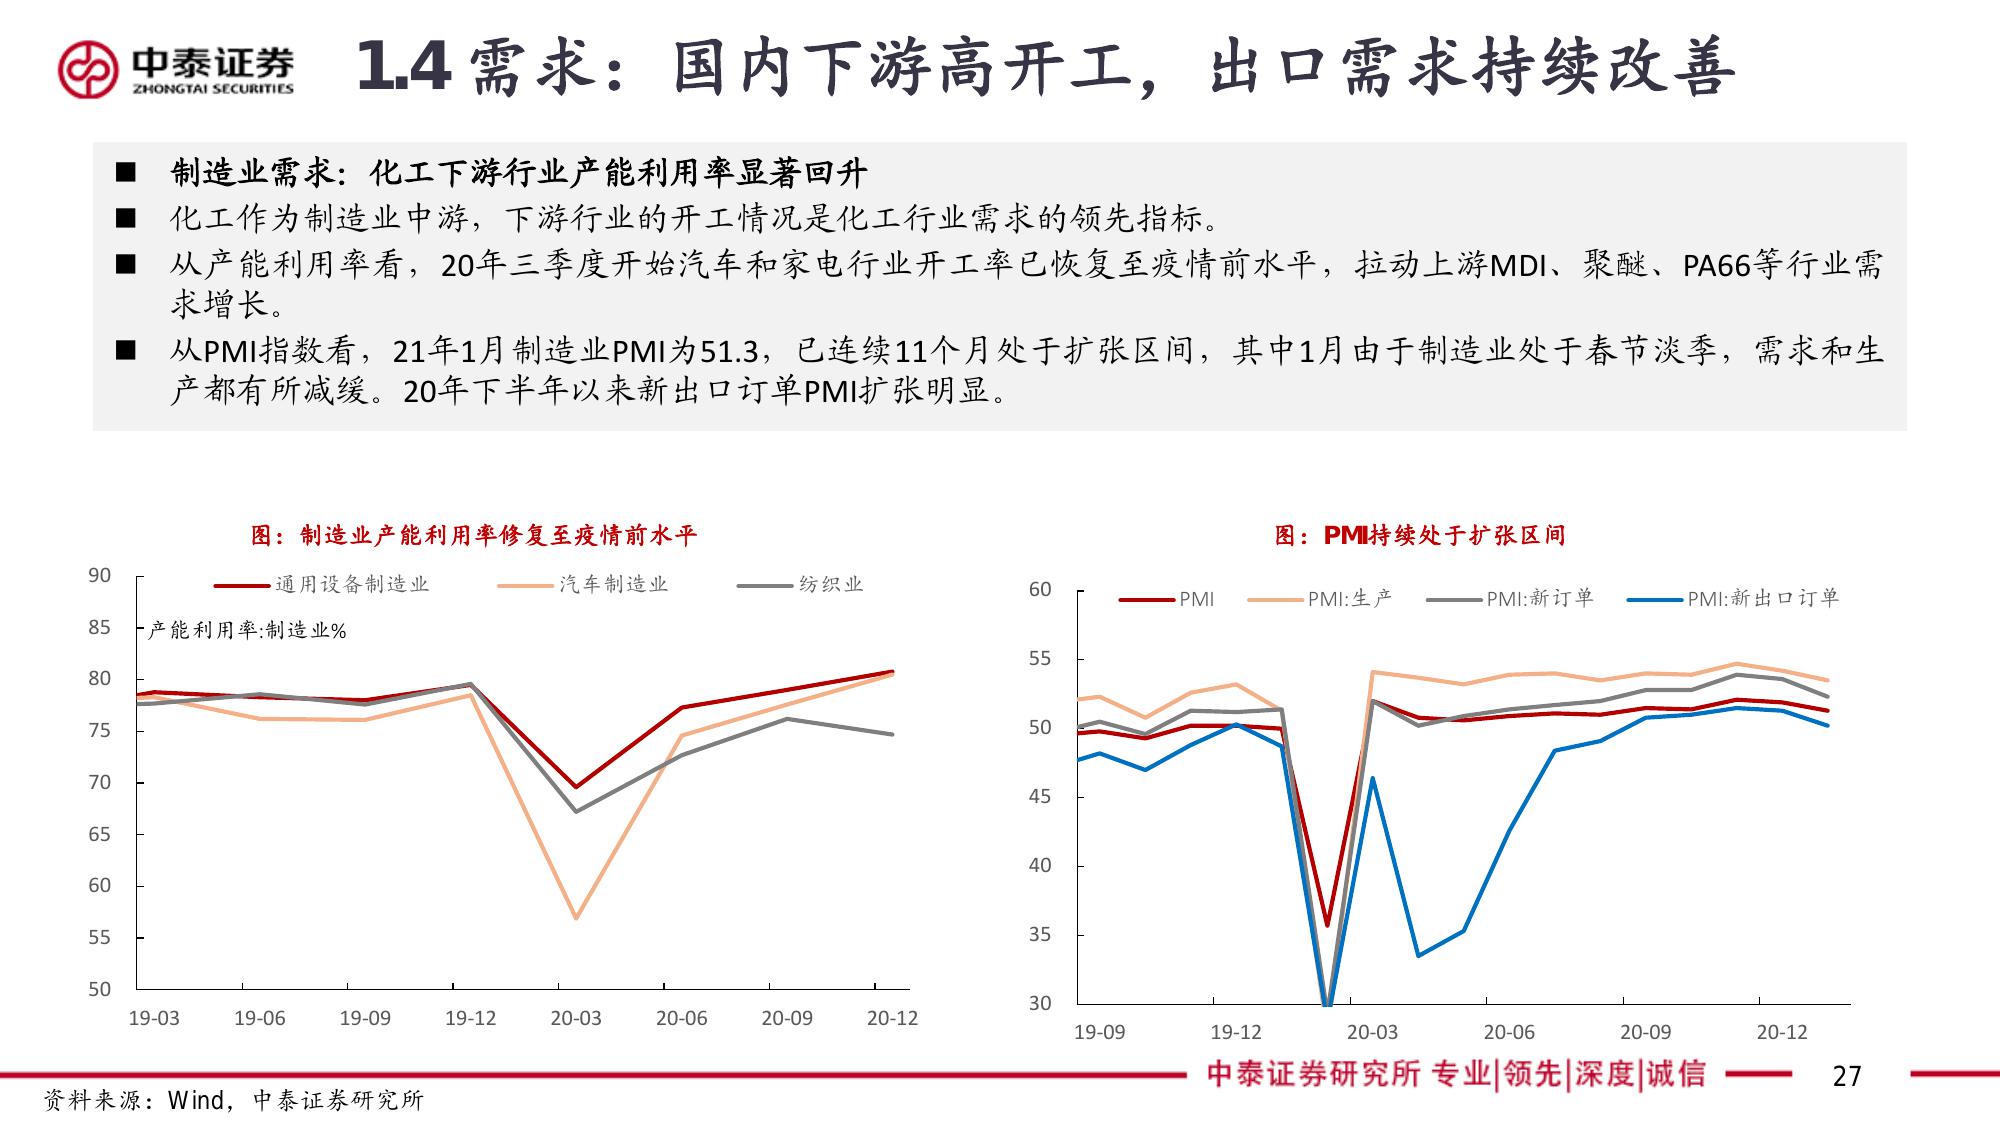 中泰证券
ZHONGTAI SECURITIES
1.4 需求：国内下游高开工，出口需求持续改善
■ 制造业需求：化工下游行业产能利用率显著回升
■ 化工作为制造业中游，下游行业的开工情况是化工行业需求的领先指标。
■ 从产能利用率看，20年三季度开始汽车和家电行业开工率已恢复至疫情前水平，拉动上游MDI、聚醚、PA66等行业需
求增长。
■ 从PMI指数看，21年1月制造业PMI为51.3，已连续11个月处于扩张区间，其中1月由于制造业处于春节淡季，需求和生
产都有所减缓。20年下半年以来新出口订单PMI扩张明显。
图：制造业产能利用率修复至疫情前水平
通用设备制造业 汽车制造业 纺织业
产能利用率:制造业%
90
85
80
75
70
65
60
55
50
19-03 19-06 19-09 19-12 20-03 20-06 20-09 20-12
图：PMI持续处于扩张区间
PMI PMI:生产 PMI:新订单 PMI:新出口订单
60
55
50
45
40
35
30
19-09 19-12 20-03 20-06 20-09 20-12
中泰证券研究所 专业|领先|深度|诚信
27
资料来源：Wind，中泰证券研究所